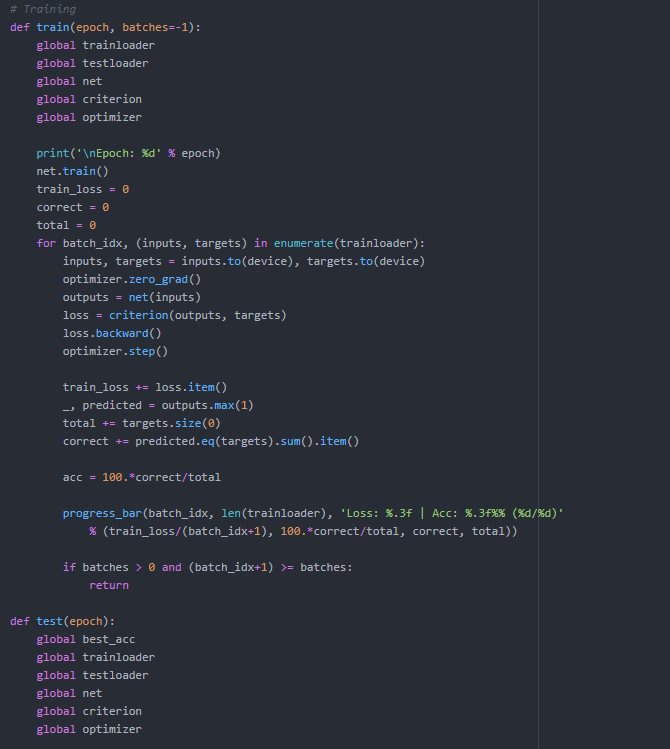 # Training
def train(epoch, batches=-1):
    global trainloader
    global testloader
    global net
    global criterion
    global optimizer

    print('\nEpoch: %d' % epoch)
    net.train()
    train_loss = 0
    correct = 0
    total = 0
    for batch_idx, (inputs, targets) in enumerate(trainloader):
        inputs, targets = inputs.to(device), targets.to(device)
        optimizer.zero_grad()
        outputs = net(inputs)
        loss = criterion(outputs, targets)
        loss.backward()
        optimizer.step()

        train_loss += loss.item()
        _, predicted = outputs.max(1)
        total += targets.size(0)
        correct += predicted.eq(targets).sum().item()

        acc = 100.*correct/total

        progress_bar(batch_idx, len(trainloader), 'Loss: %.3f | Acc: %.3f%% (%d/%d)'
            % (train_loss/(batch_idx+1), 100.*correct/total, correct, total))

        if batches > 0 and (batch_idx+1) >= batches:
            return

def test(epoch):
    global best_acc
    global trainloader
    global testloader
    global net
    global criterion
    global optimizer